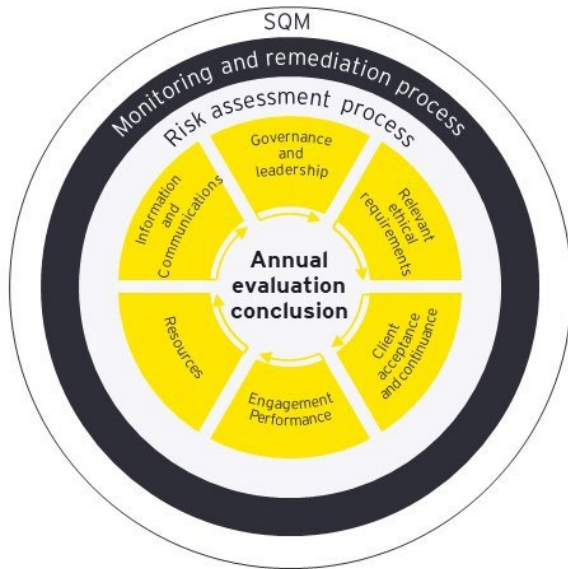 SQM
Monitoring and remediation process
Risk assessment process
Governance
and
leadership
Relevant
ethical
requirements
Client
acceptance
and continuance
Engagement
Performance
Resources
Information
and
Communications
Annual
evaluation
conclusion